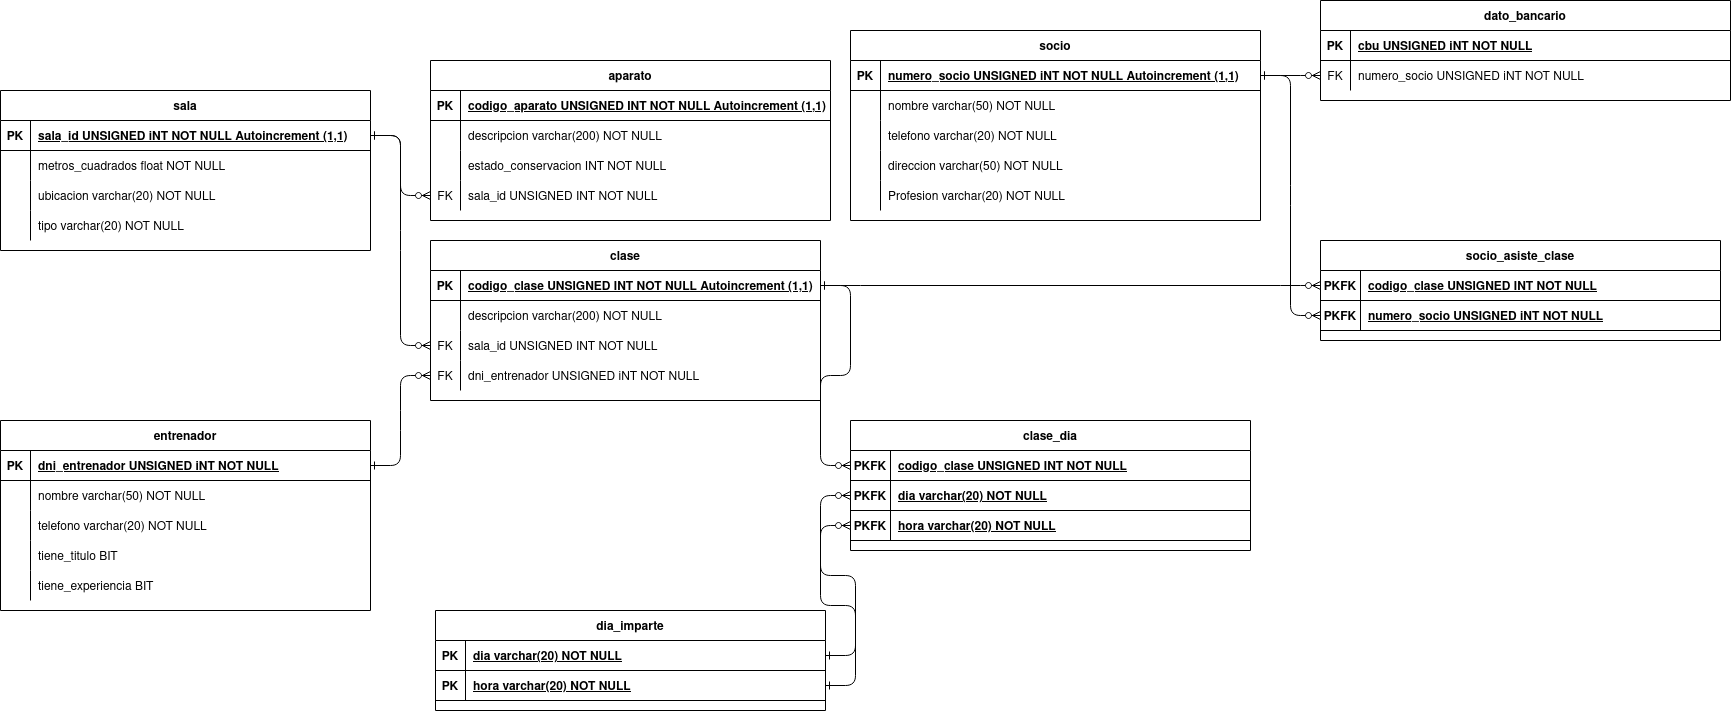 dato_bancario
PK cbu UNSIGNED iNT NOT NULL
FK numero_socio UNSIGNED iNT NOT NULL
socio
PK numero_socio UNSIGNED iNT NOT NULL Autoincrement (1,1)
nombre varchar(50) NOT NULL
telefono varchar(20) NOT NULL
direccion varchar(50) NOT NULL
Profesion varchar(20) NOT NULL
aparato
PK codigo_aparato UNSIGNED INT NOT NULL Autoincrement (1,1)
descripcion varchar(200) NOT NULL
estado_conservacion INT NOT NULL
FK sala_id UNSIGNED INT NOT NULL
sala
PK sala_id UNSIGNED iNT NOT NULL Autoincrement (1,1)
metros_cuadrados float NOT NULL
ubicacion varchar(20) NOT NULL
tipo varchar(20) NOT NULL
clase
PK codigo_clase UNSIGNED INT NOT NULL Autoincrement (1,1)
descripcion varchar(200) NOT NULL
FK sala_id UNSIGNED INT NOT NULL
FK dni_entrenador UNSIGNED iNT NOT NULL
socio_asiste_clase
PKFK codigo_clase UNSIGNED INT NOT NULL
PKFK numero_socio UNSIGNED iNT NOT NULL
entrenador
PK dni_entrenador UNSIGNED iNT NOT NULL
nombre varchar(50) NOT NULL
telefono varchar(20) NOT NULL
tiene_titulo BIT
tiene_experiencia BIT
clase_dia
PKFK codigo_clase UNSIGNED INT NOT NULL
PKFK dia varchar(20) NOT NULL
PKFK hora varchar(20) NOT NULL
dia_imparte
PK dia varchar(20) NOT NULL
PK hora varchar(20) NOT NULL